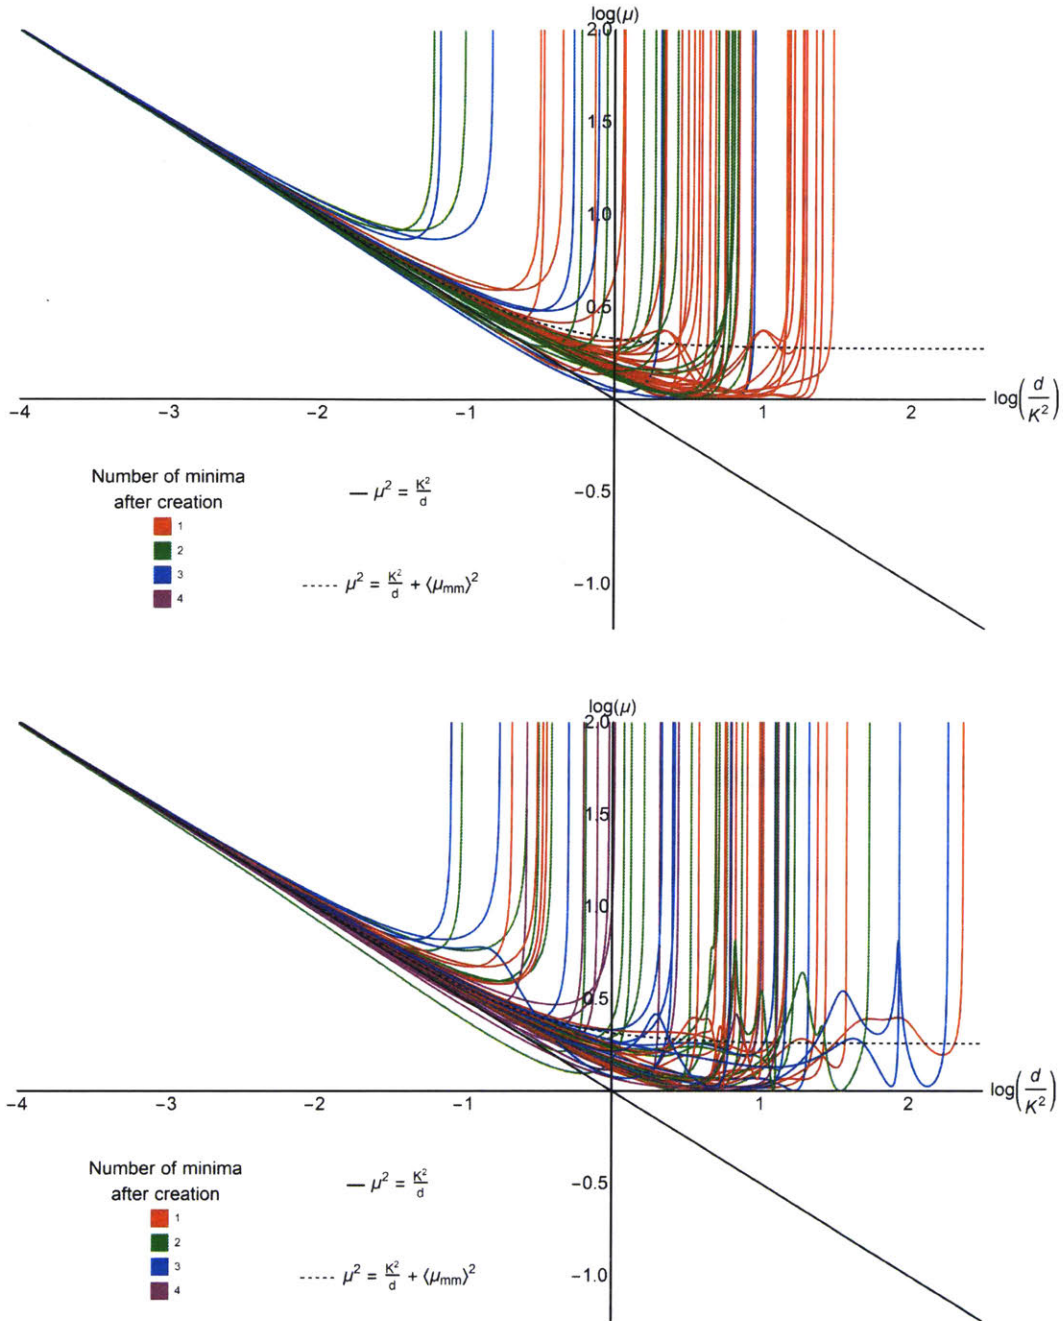 log(μ)
2.0
1.5
1.0
0.5
−4 −3 −2 −1 1 2 log(d/K²)
−0.5
−1.0
Number of minima
after creation
1
2
3
4
— μ² = K²/d
----- μ² = K²/d + ⟨μmm⟩²
log(μ)
2.0
1.5
1.0
0.5
−4 −3 −2 −1 1 2 log(d/K²)
−0.5
−1.0
Number of minima
after creation
1
2
3
4
— μ² = K²/d
----- μ² = K²/d + ⟨μmm⟩²